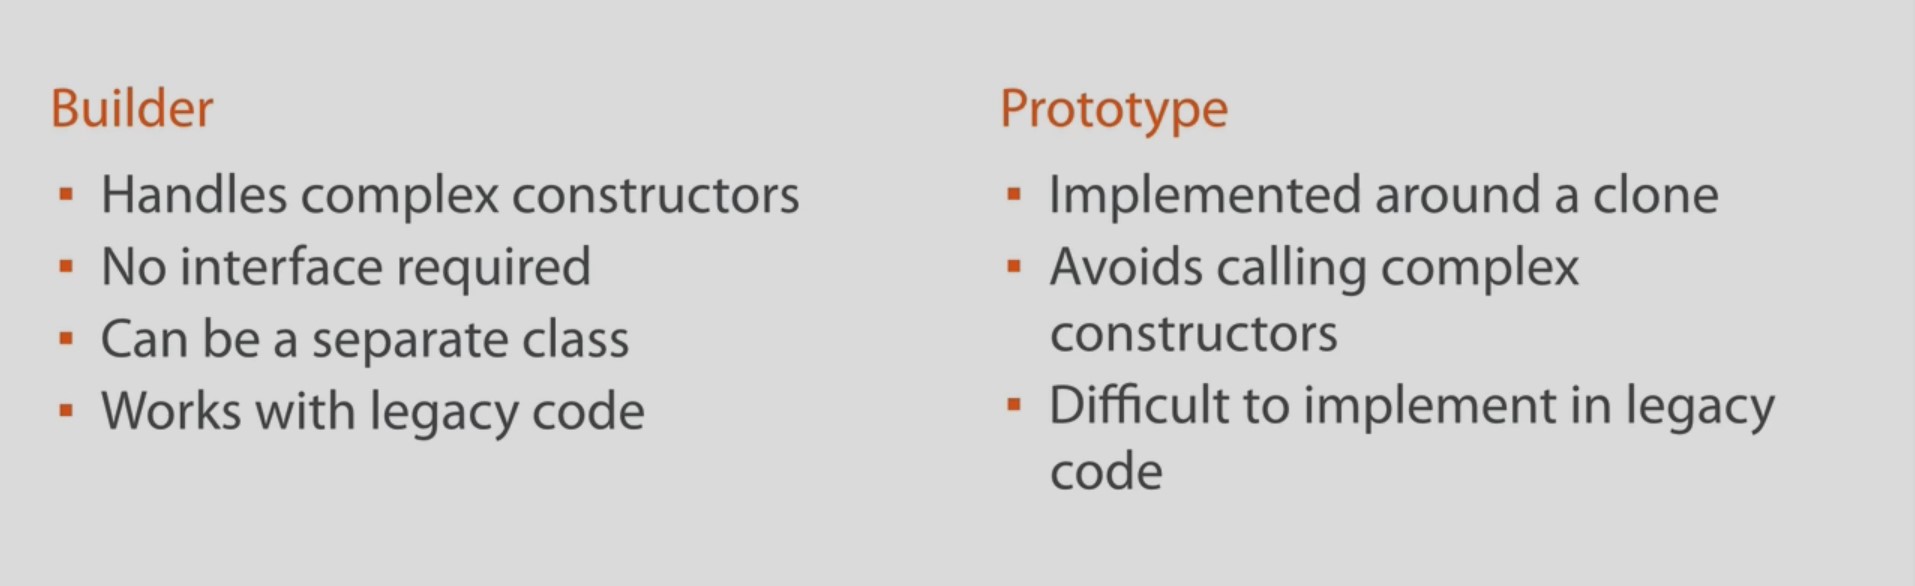 Builder
Handles complex constructors
No interface required
Can be a separate class
Works with legacy code
Prototype
Implemented around a clone
Avoids calling complex
constructors
Difficult to implement in legacy
code